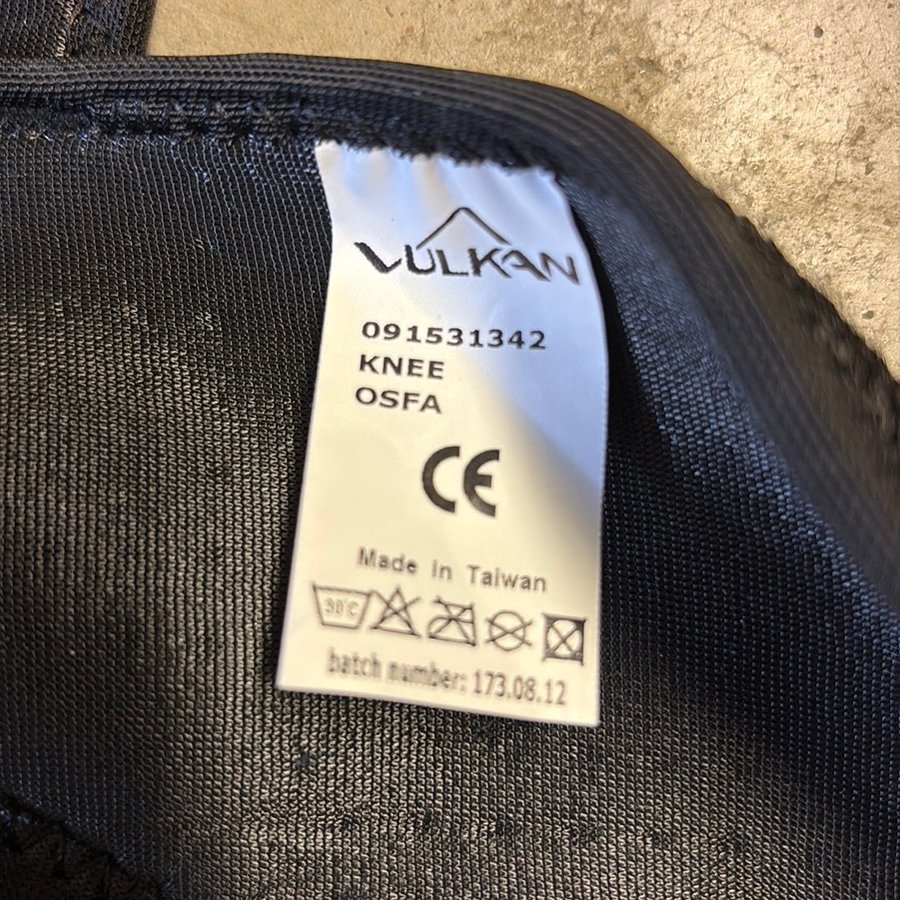 VULKAN
091531342
KNEE
OSFA
CE
Made in Taiwan
30°C
batch number: 173.08.12